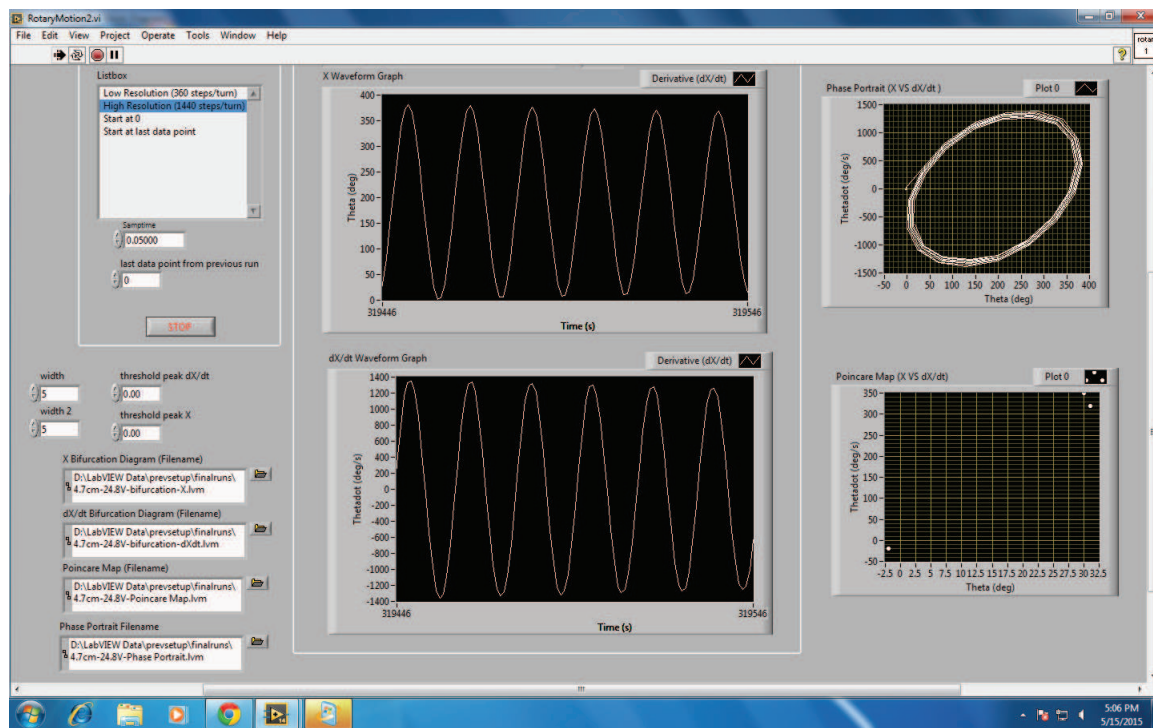 RotaryMotion2.vi
File Edit View Project Operate Tools Window Help
rotar
1
Listbox
Low Resolution (360 steps/turn)
High Resolution (1440 steps/turn)
Start at 0
Start at last data point
Samptime
0.05000
last data point from previous run
0
STOP
width
5
threshold peak dX/dt
0.00
width 2
5
threshold peak X
0.00
X Bifurcation Diagram (Filename)
D:\LabVIEW Data\prevsetup\finalruns\
4.7cm-24.8V-bifurcation-X.lvm
dX/dt Bifurcation Diagram (Filename)
D:\LabVIEW Data\prevsetup\finalruns\
4.7cm-24.8V-bifurcation-dXdt.lvm
Poincare Map (Filename)
D:\LabVIEW Data\prevsetup\finalruns\
4.7cm-24.8V-Poincare Map.lvm
Phase Portrait Filename
D:\LabVIEW Data\prevsetup\finalruns\
4.7cm-24.8V-Phase Portrait.lvm
X Waveform Graph
Derivative (dX/dt)
400
350
300
250
200
150
100
50
0
Theta (deg)
319446 319546
Time (s)
dX/dt Waveform Graph
Derivative (dX/dt)
1400
1200
1000
800
600
400
200
0
-200
-400
-600
-800
-1000
-1200
-1400
Thetadot (deg/s)
319446 319546
Time (s)
Phase Portrait (X VS dX/dt )
Plot 0
1500
1000
500
0
-500
-1000
-1500
Thetadot (deg/s)
-50 0 50 100 150 200 250 300 350 400
Theta (deg)
Poincare Map (X VS dX/dt)
Plot 0
350
300
250
200
150
100
50
0
-50
Thetadot (deg/s)
-2.5 0 2.5 5 7.5 10 12.5 15 17.5 20 22.5 25 27.5 30 32.5
Theta (deg)
5:06 PM
5/15/2015